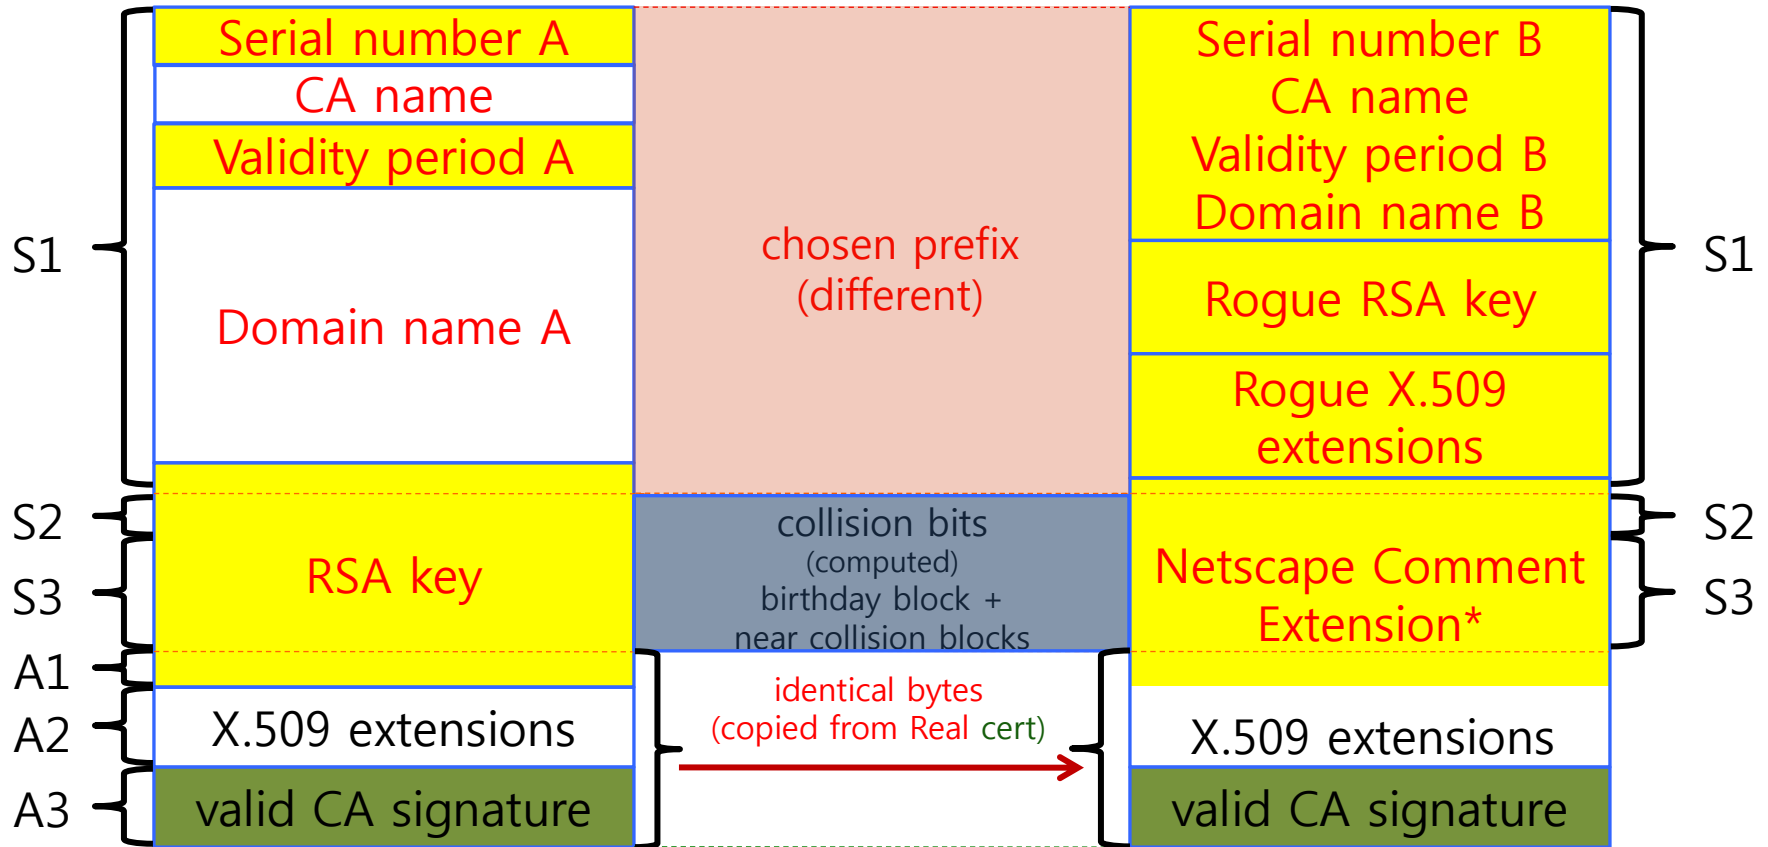 Serial number A
CA name
Validity period A
Domain name A
RSA key
X.509 extensions
valid CA signature
S1
S2
S3
A1
A2
A3
chosen prefix
(different)
collision bits
(computed)
birthday block +
near collision blocks
identical bytes
(copied from Real cert)
Serial number B
CA name
Validity period B
Domain name B
Rogue RSA key
Rogue X.509
extensions
Netscape Comment
Extension*
X.509 extensions
valid CA signature
S1
S2
S3